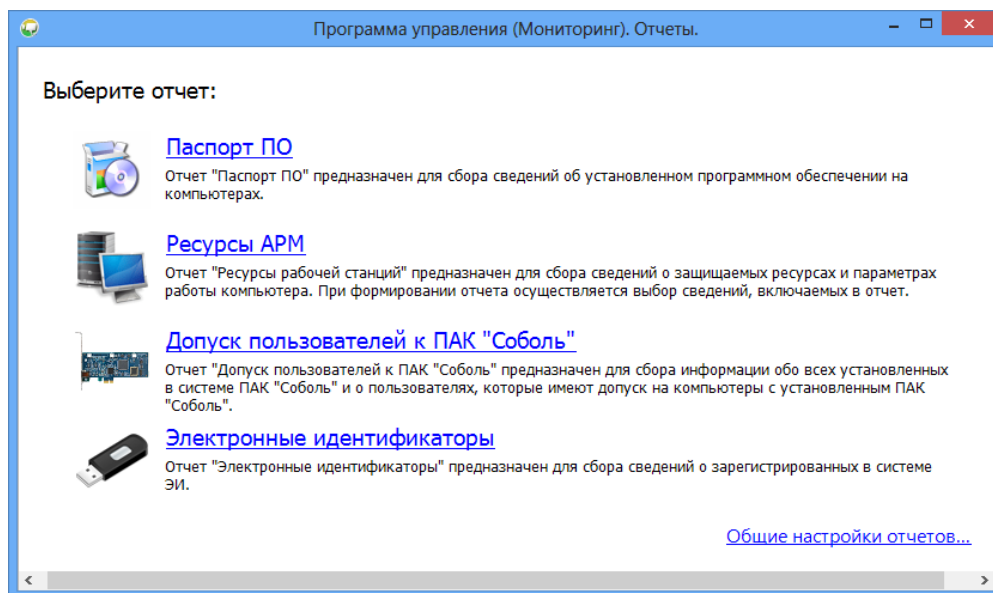 Программа управления (Мониторинг). Отчеты.
Выберите отчет:
Паспорт ПО
Отчет "Паспорт ПО" предназначен для сбора сведений об установленном программном обеспечении на
компьютерах.
Ресурсы АРМ
Отчет "Ресурсы рабочей станций" предназначен для сбора сведений о защищаемых ресурсах и параметрах
работы компьютера. При формировании отчета осуществляется выбор сведений, включаемых в отчет.
Допуск пользователей к ПАК "Соболь"
Отчет "Допуск пользователей к ПАК "Соболь" предназначен для сбора информации обо всех установленных
в системе ПАК "Соболь" и о пользователях, которые имеют допуск на компьютеры с установленным ПАК
"Соболь".
Электронные идентификаторы
Отчет "Электронные идентификаторы" предназначен для сбора сведений о зарегистрированных в системе
ЭИ.
Общие настройки отчетов...